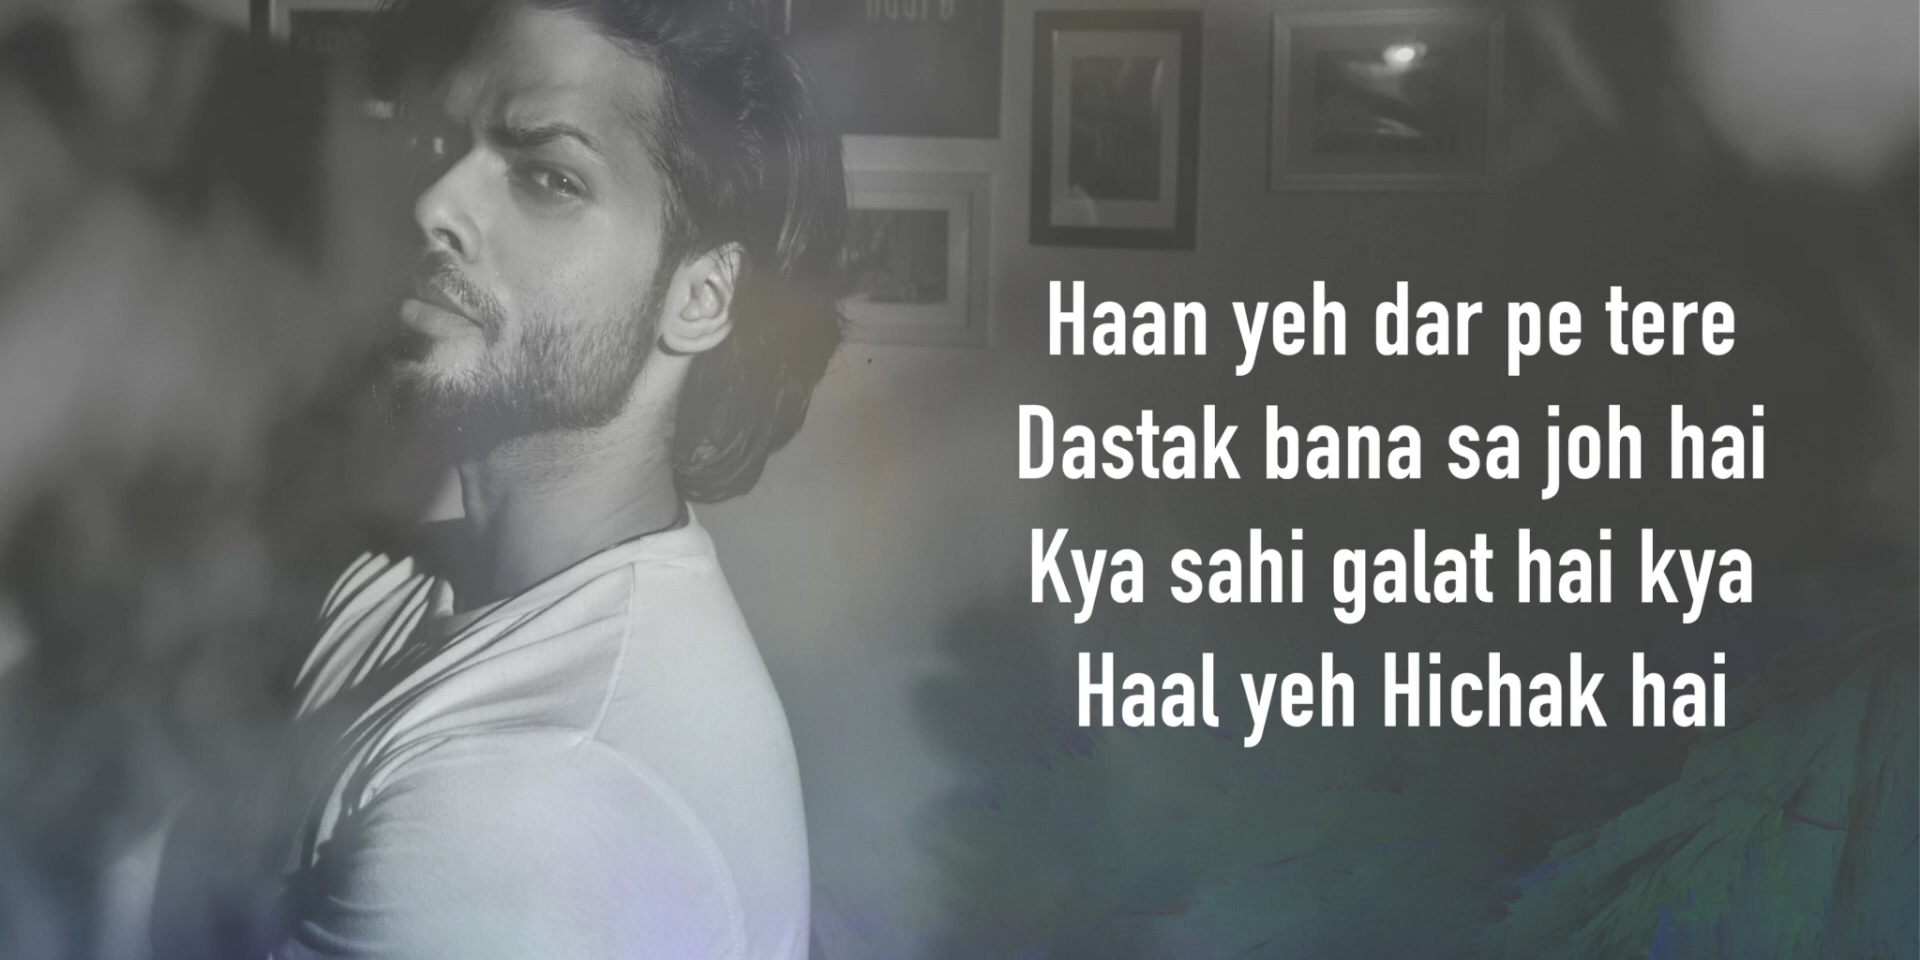 Haan yeh dar pe tere
Dastak bana sa joh hai
Kya sahi galat hai kya
Haal yeh Hichak hai